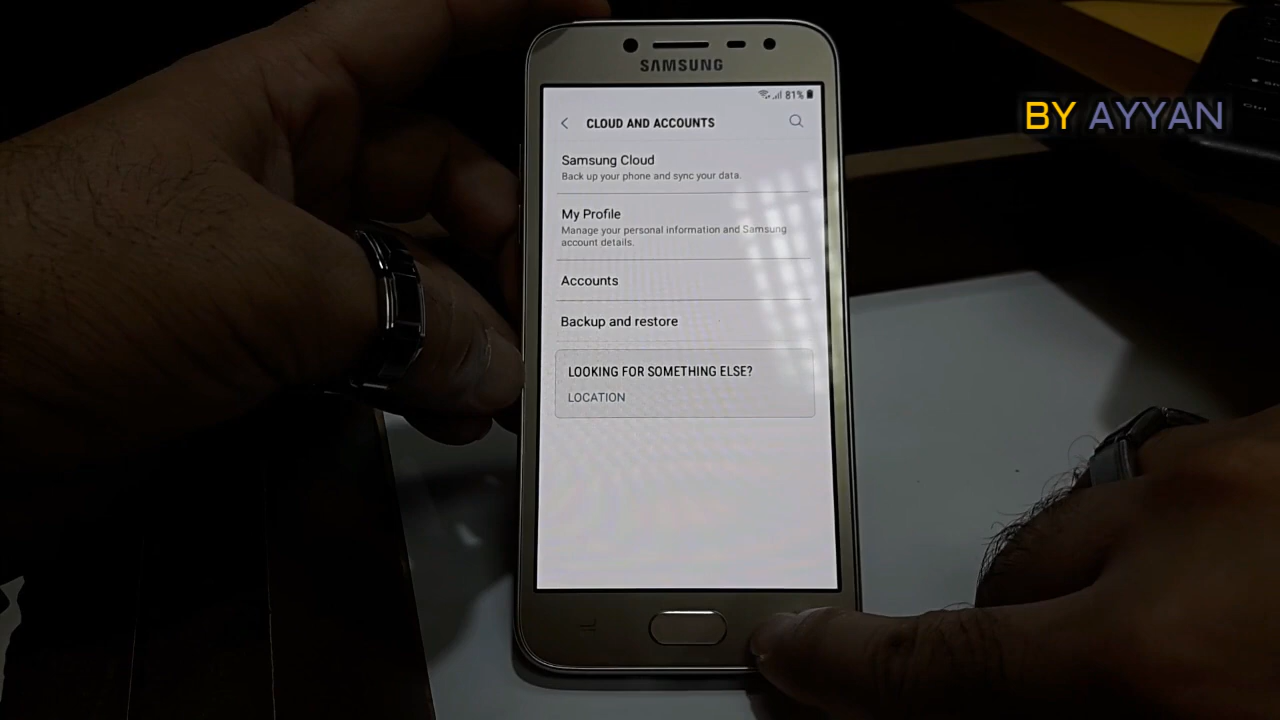 SAMSUNG
81%
CLOUD AND ACCOUNTS
Samsung Cloud
Back up your phone and sync your data.
My Profile
Manage your personal information and Samsung
account details.
Accounts
Backup and restore
LOOKING FOR SOMETHING ELSE?
LOCATION
BY AYYAN